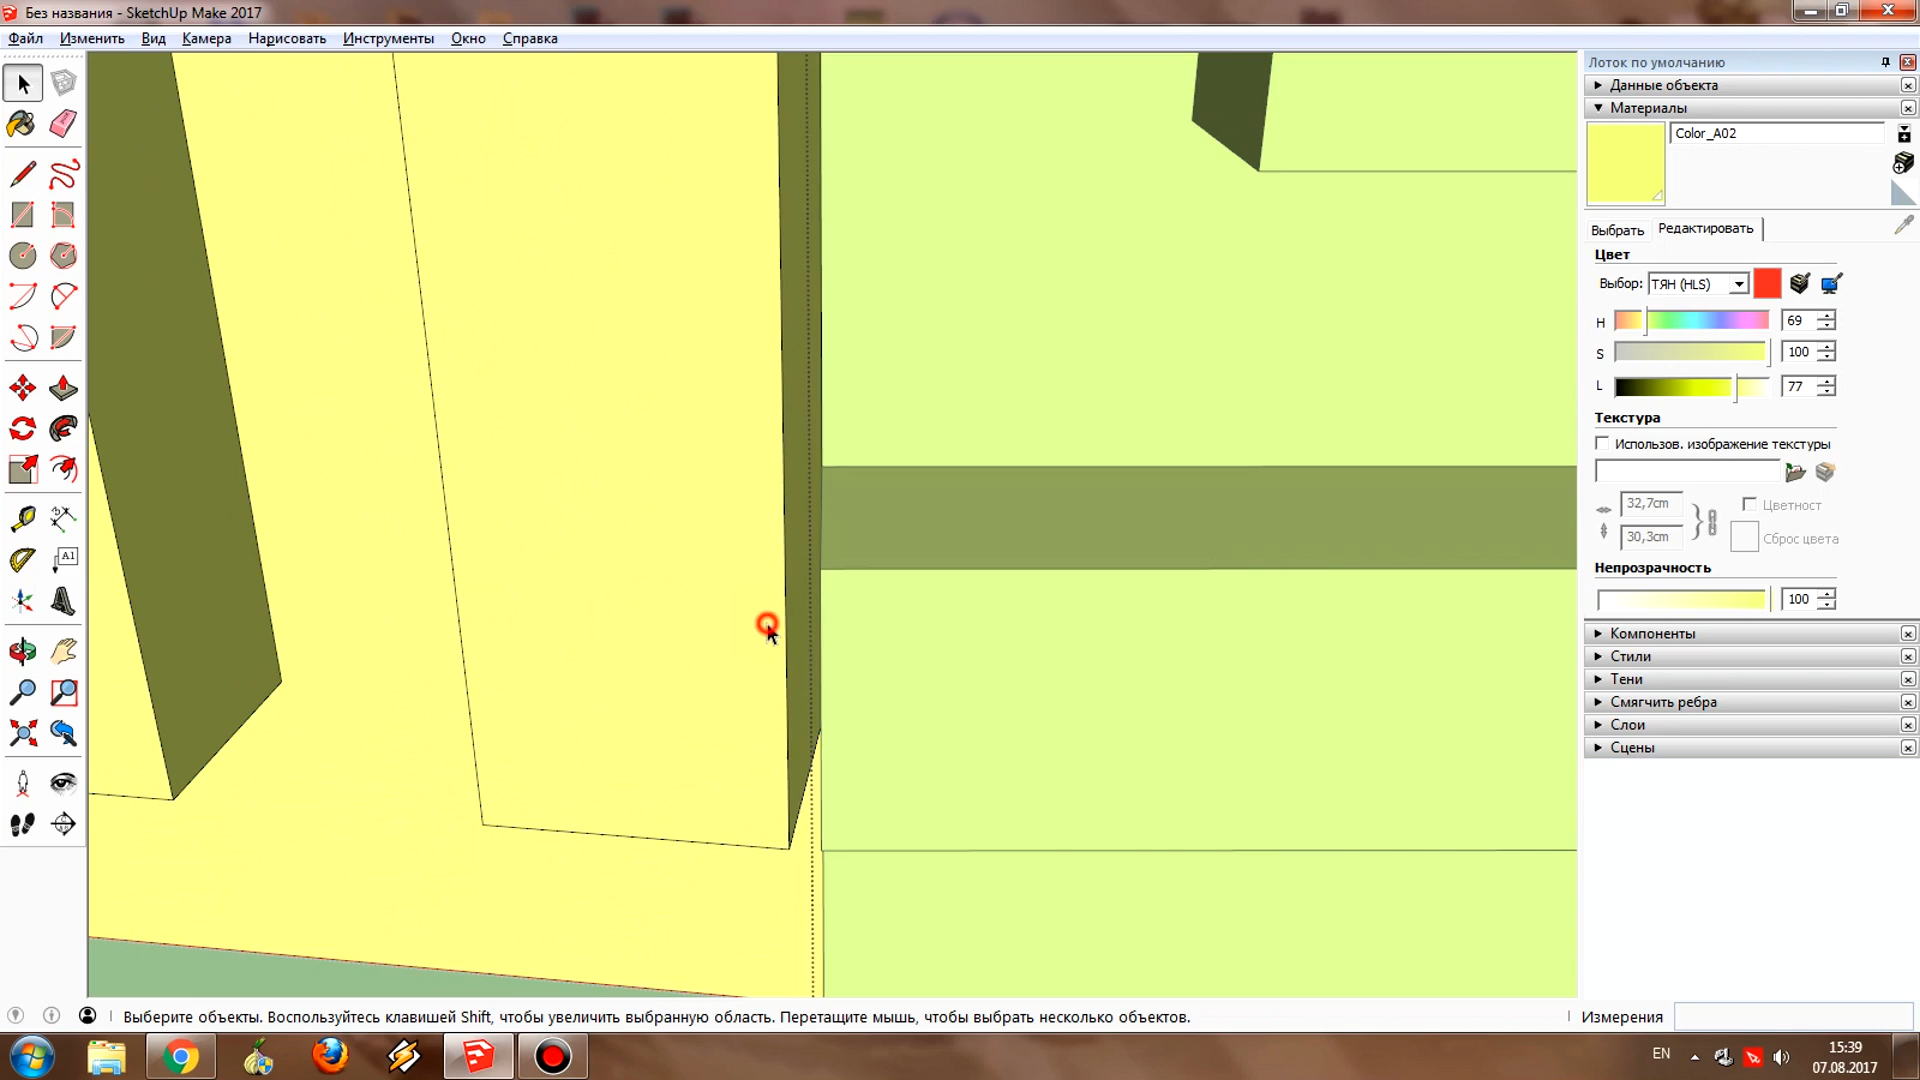 Без названия - SketchUp Make 2017
Файл Изменить Вид Камера Нарисовать Инструменты Окно Справка
Лоток по умолчанию
Данные объекта
Материалы
Color_A02
Выбрать Редактировать
Цвет
Выбор: ТЯН (HLS)
H 69
S 100
L 77
Текстура
Использов. изображение текстуры
32,7cm Цветност
30,3cm Сброс цвета
Непрозрачность
100
A1
Компоненты
Стили
Тени
Смягчить ребра
Слои
Сцены
Выберите объекты. Воспользуйтесь клавишей Shift, чтобы увеличить выбранную область. Перетащите мышь, чтобы выбрать несколько объектов.
Измерения
EN
15:39
07.08.2017